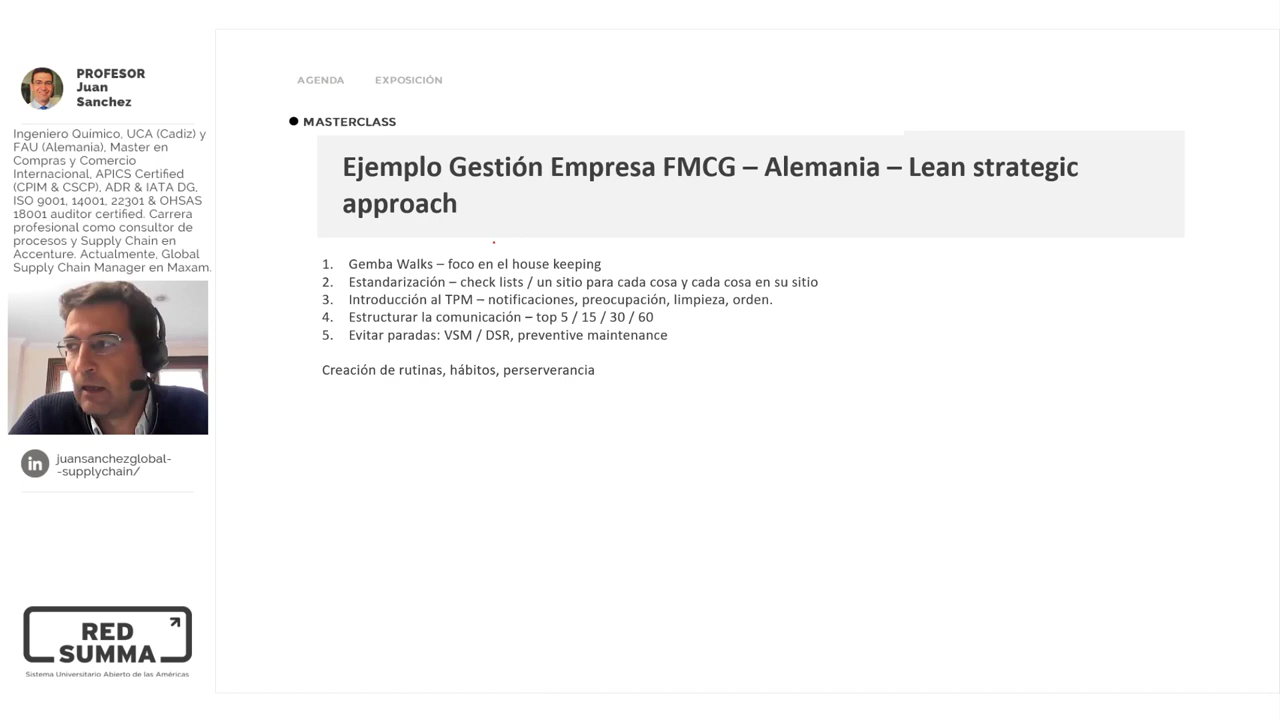 PROFESOR
Juan
Sanchez
Ingeniero Quimico, UCA (Cadiz) y
FAU (Alemania), Master en
Compras y Comercio
Internacional, APICS Certified
(CPIM & CSCP), ADR & IATA DG,
ISO 9001, 14001, 22301 & OHSAS
18001 auditor certified. Carrera
profesional como consultor de
procesos y Supply Chain en
Accenture. Actualmente, Global
Supply Chain Manager en Maxam.
in
juansanchezglobal-
-supplychain/
RED
SUMMA
Sistema Universitario Abierto de las Américas
AGENDA EXPOSICIÓN
MASTERCLASS
Ejemplo Gestión Empresa FMCG – Alemania – Lean strategic
approach
1. Gemba Walks – foco en el house keeping
2. Estandarización – check lists / un sitio para cada cosa y cada cosa en su sitio
3. Introducción al TPM – notificaciones, preocupación, limpieza, orden.
4. Estructurar la comunicación – top 5 / 15 / 30 / 60
5. Evitar paradas: VSM / DSR, preventive maintenance
Creación de rutinas, hábitos, perserverancia